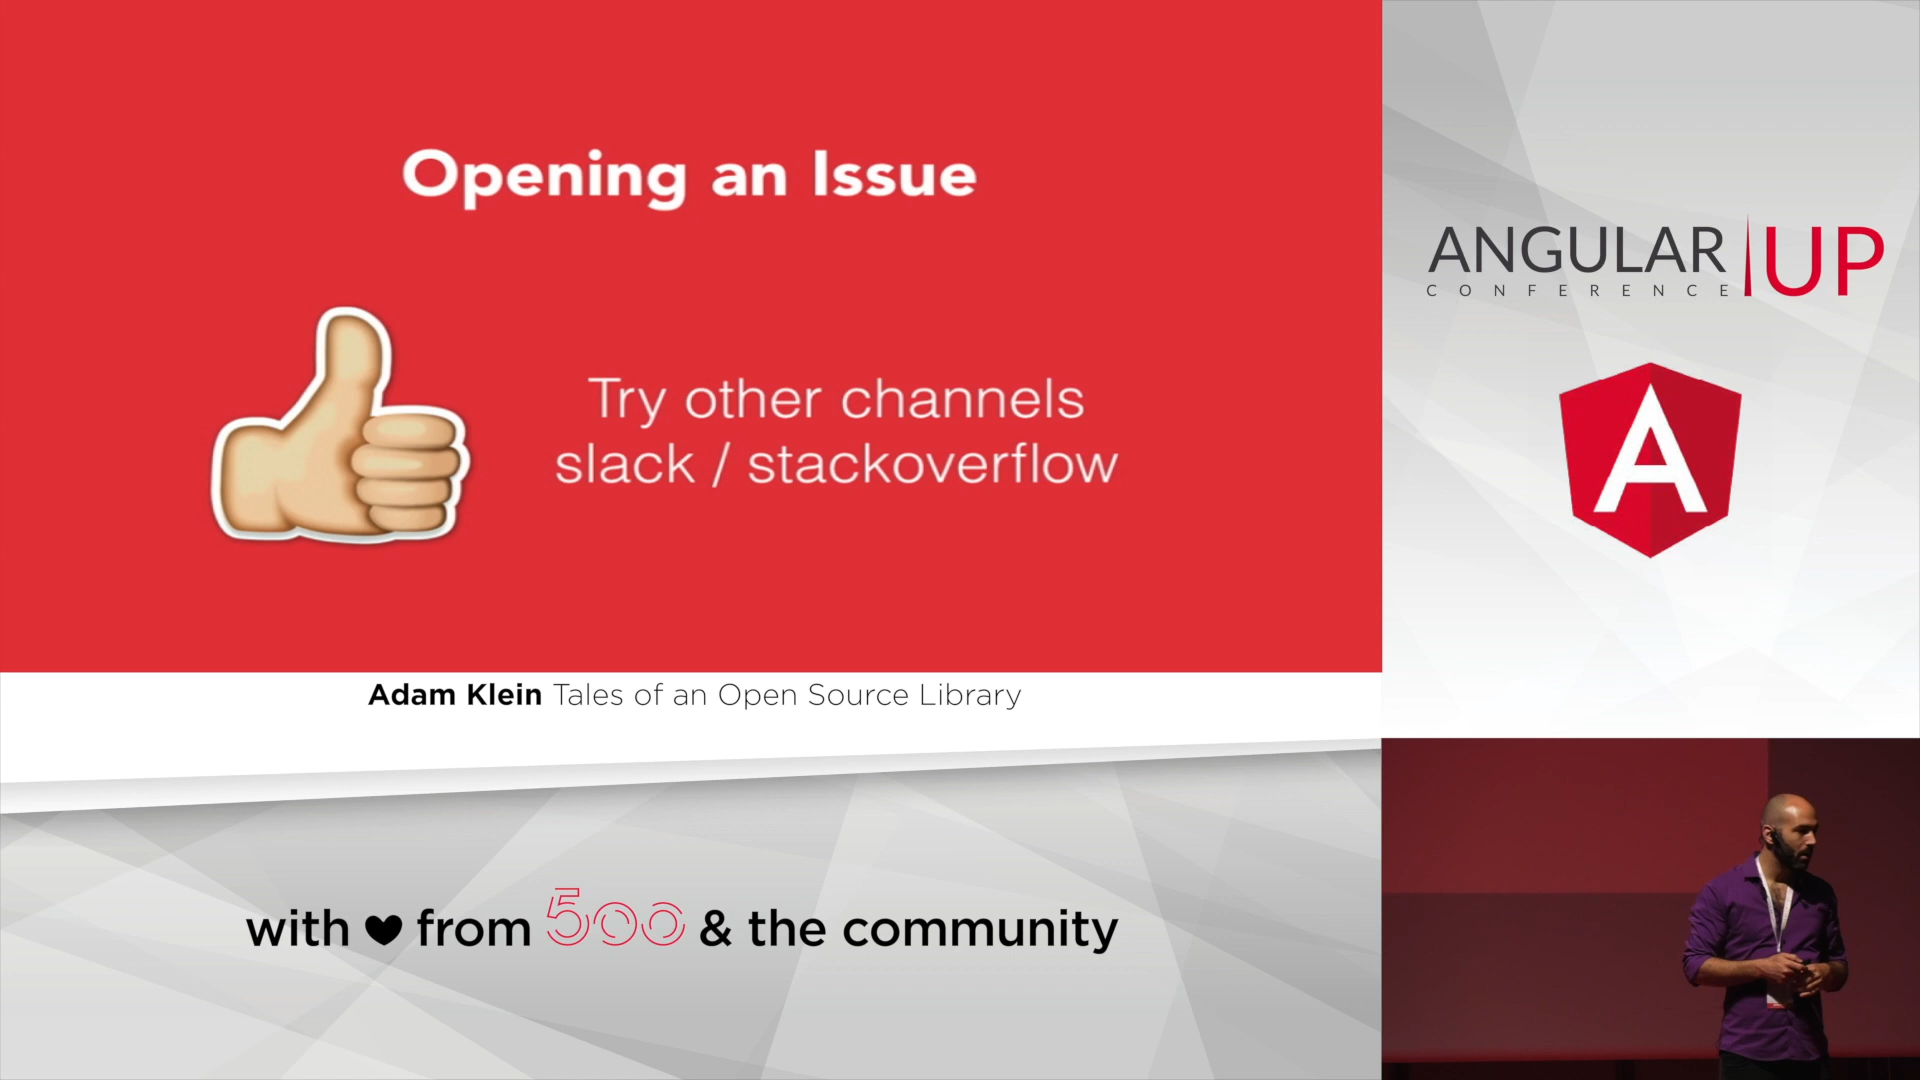 Opening an Issue
Try other channels
slack / stackoverflow
Adam Klein Tales of an Open Source Library
with ♥ from 500 & the community
ANGULAR UP
CONFERENCE
A